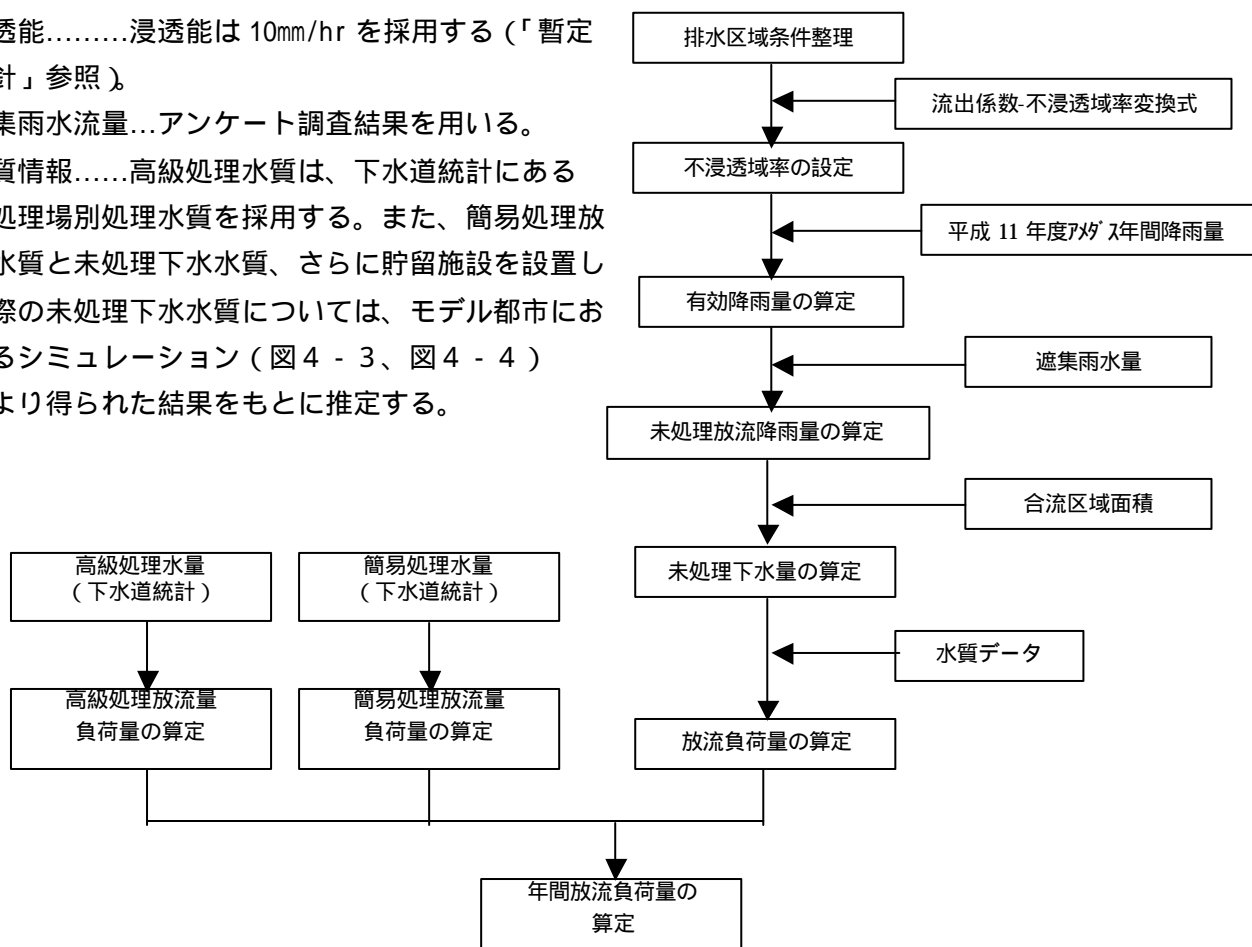 透能………浸透能は 10㎜/hr を採用する（「暫定
針」参照）。
集雨水流量…アンケート調査結果を用いる。
質情報……高級処理水質は、下水道統計にある
処理場別処理水質を採用する。また、簡易処理放
水質と未処理下水水質、さらに貯留施設を設置し
際の未処理下水水質については、モデル都市にお
るシミュレーション（図４‐３、図４‐４）
より得られた結果をもとに推定する。
排水区域条件整理
流出係数-不浸透域率変換式
不浸透域率の設定
平成 11 年度ｱﾒﾀﾞｽ年間降雨量
有効降雨量の算定
遮集雨水量
未処理放流降雨量の算定
合流区域面積
未処理下水量の算定
水質データ
放流負荷量の算定
高級処理水量
（下水道統計）
簡易処理水量
（下水道統計）
高級処理放流量
負荷量の算定
簡易処理放流量
負荷量の算定
年間放流負荷量の
算定